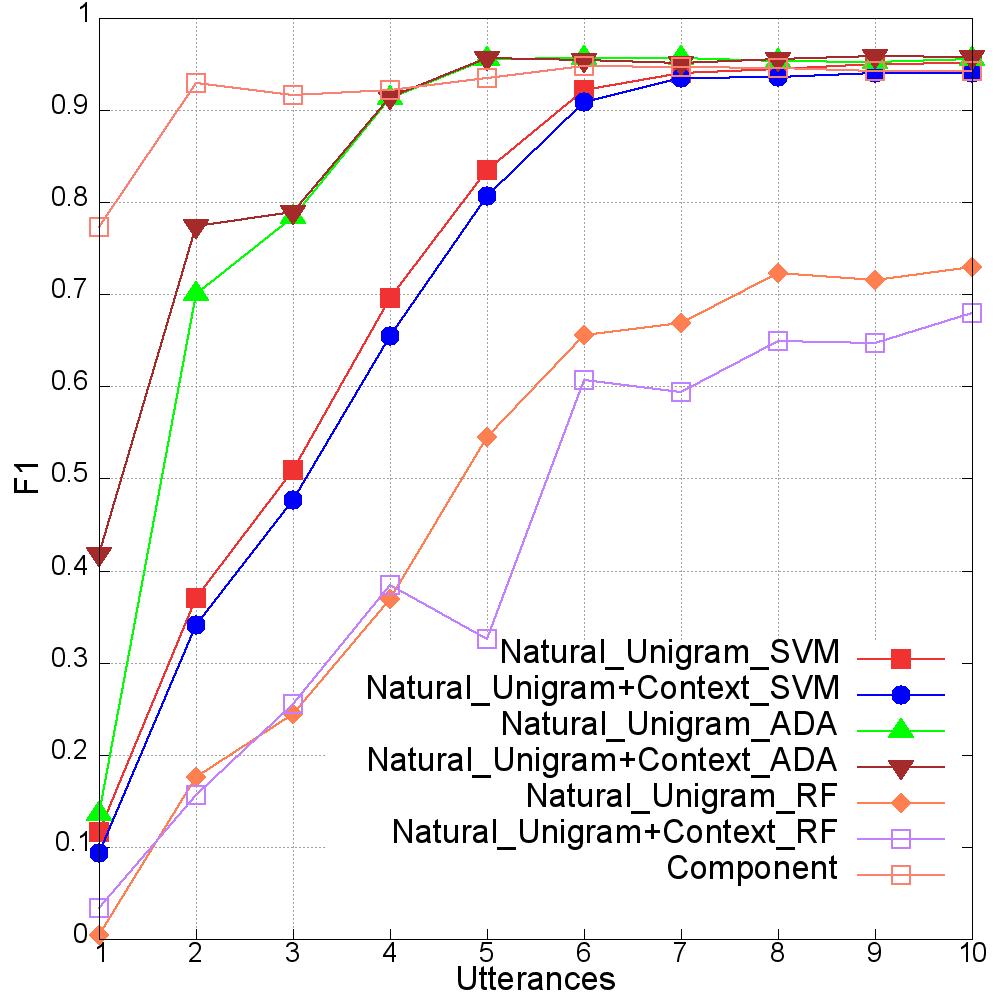 1
0.9
0.8
0.7
0.6
0.5
0.4
0.3
0.2
0.1
0
F1
Natural_Unigram_SVM
Natural_Unigram+Context_SVM
Natural_Unigram_ADA
Natural_Unigram+Context_ADA
Natural_Unigram_RF
Natural_Unigram+Context_RF
Component
1 2 3 4 5 6 7 8 9 10
Utterances